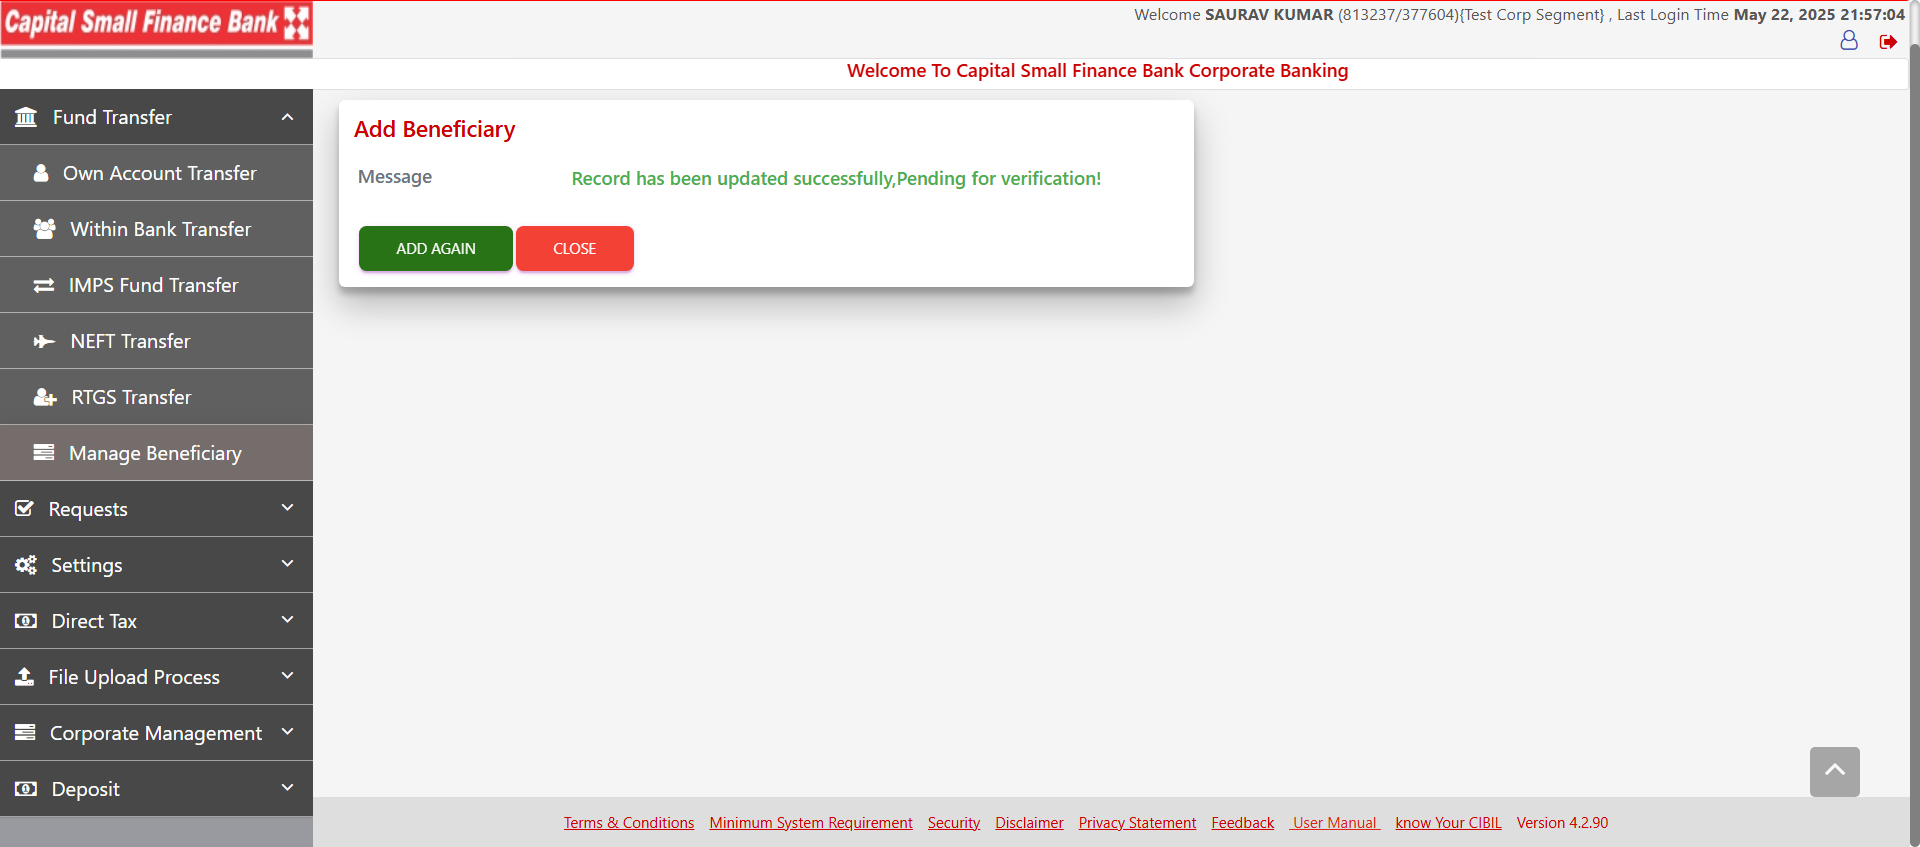 Capital Small Finance Bank
Welcome SAURAV KUMAR (813237/377604){Test Corp Segment} , Last Login Time May 22, 2025 21:57:04
Welcome To Capital Small Finance Bank Corporate Banking
Fund Transfer
Own Account Transfer
Within Bank Transfer
IMPS Fund Transfer
NEFT Transfer
RTGS Transfer
Manage Beneficiary
Requests
Settings
Direct Tax
File Upload Process
Corporate Management
Deposit
Add Beneficiary
Message
Record has been updated successfully,Pending for verification!
ADD AGAIN
CLOSE
Terms & Conditions Minimum System Requirement Security Disclaimer Privacy Statement Feedback User Manual know Your CIBIL Version 4.2.90